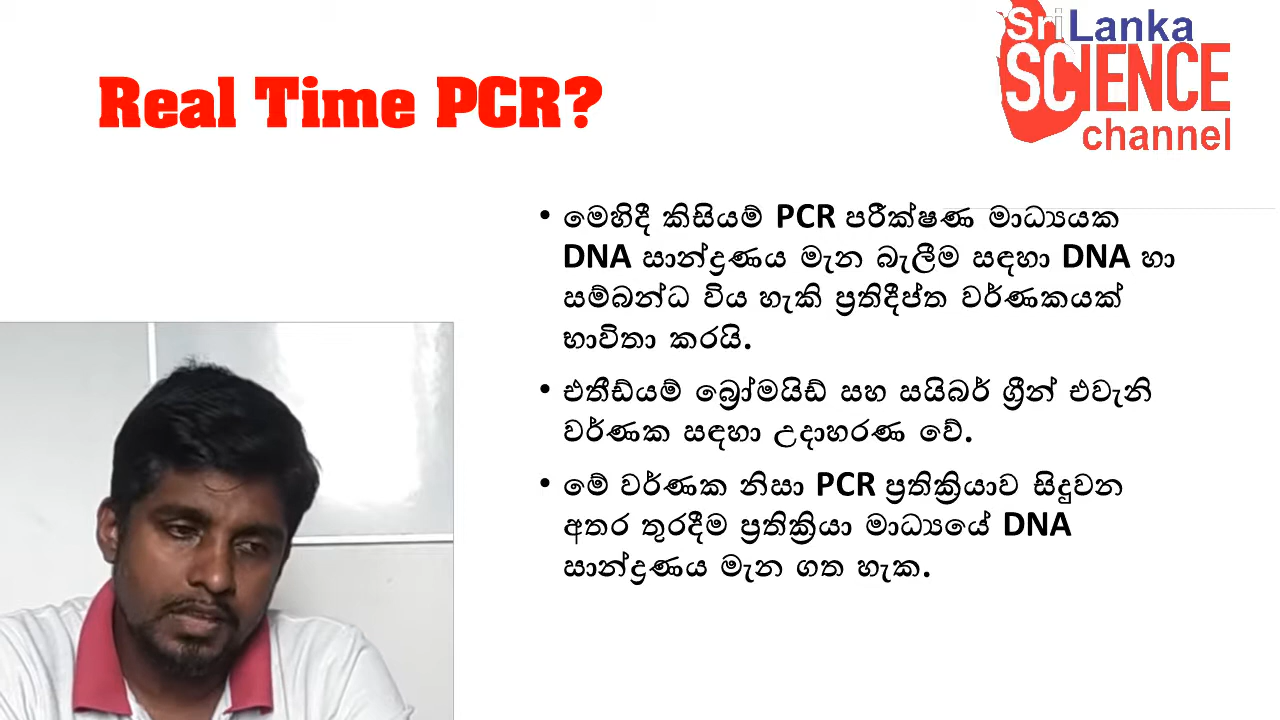 Sri Lanka
SCIENCE
channel
Real Time PCR?
• මෙහිදී කිසියම් PCR පරීක්ෂණ මාධ්‍යයක
DNA සාන්ද්‍රණය මැන බැලීම සඳහා DNA හා
සම්බන්ධ විය හැකි ප්‍රතිදීප්ත වර්ණකයක්
භාවිතා කරයි.
• එතීඩ්යම් බ්‍රෝමයිඩ් සහ සයිබර් ග්‍රීන් එවැනි
වර්ණක සඳහා උදාහරණ වේ.
• මේ වර්ණක නිසා PCR ප්‍රතික්‍රියාව සිදුවන
අතර තුරදීම ප්‍රතික්‍රියා මාධ්‍යයේ DNA
සාන්ද්‍රණය මැන ගත හැක.